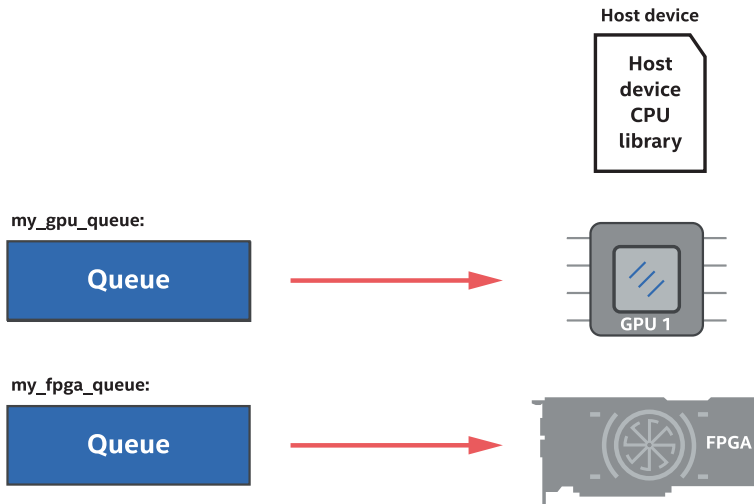 Host device
Host
device
CPU
library
my_gpu_queue:
Queue
GPU 1
my_fpga_queue:
Queue
FPGA